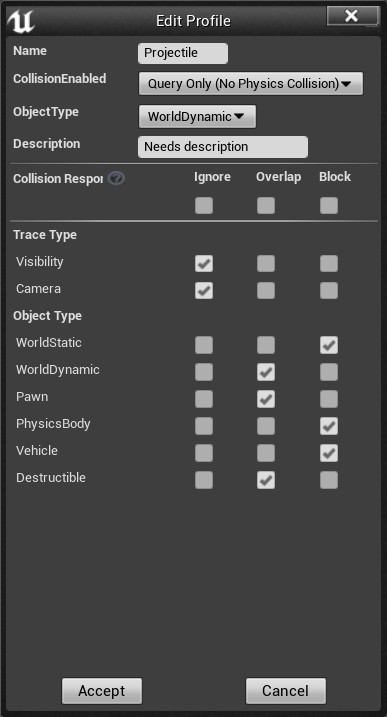 Edit Profile
Name Projectile
CollisionEnabled Query Only (No Physics Collision)
ObjectType WorldDynamic
Description Needs description
Collision Respor ? Ignore Overlap Block
Trace Type
Visibility
Camera
Object Type
WorldStatic
WorldDynamic
Pawn
PhysicsBody
Vehicle
Destructible
Accept Cancel